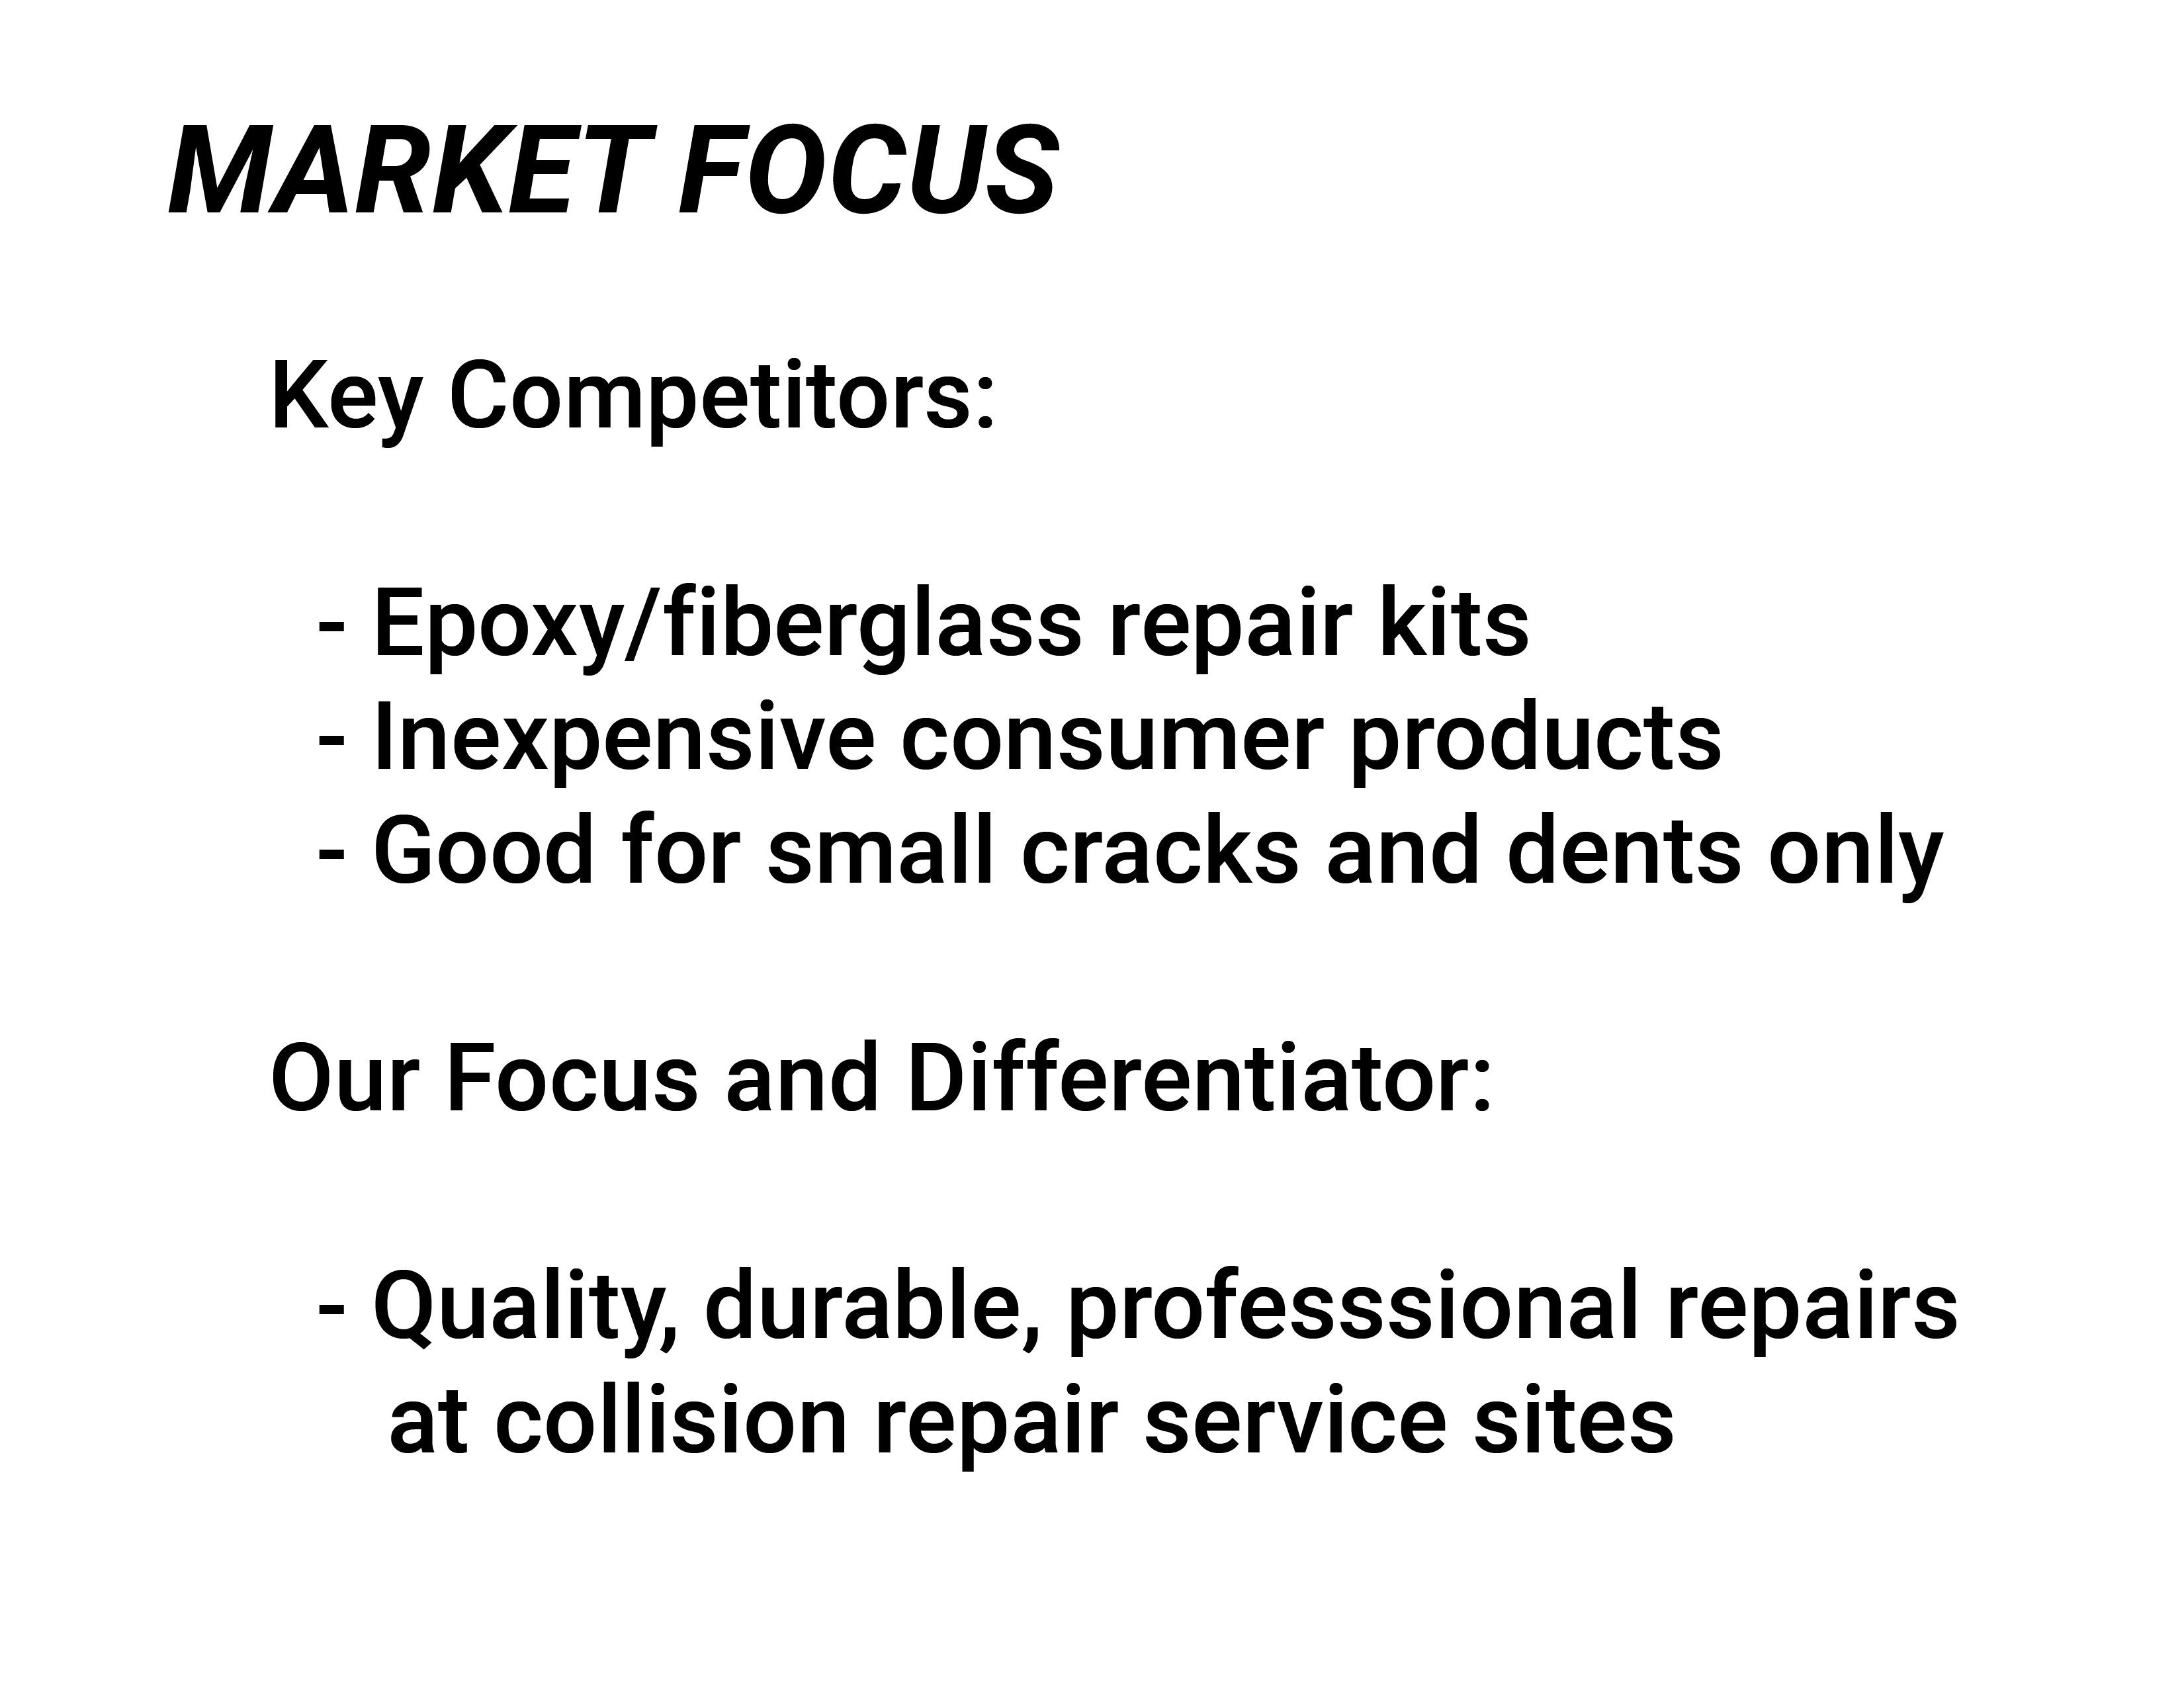 MARKET FOCUS
Key Competitors:
- Epoxy/fiberglass repair kits
- Inexpensive consumer products
- Good for small cracks and dents only
Our Focus and Differentiator:
- Quality, durable, professsional repairs
at collision repair service sites